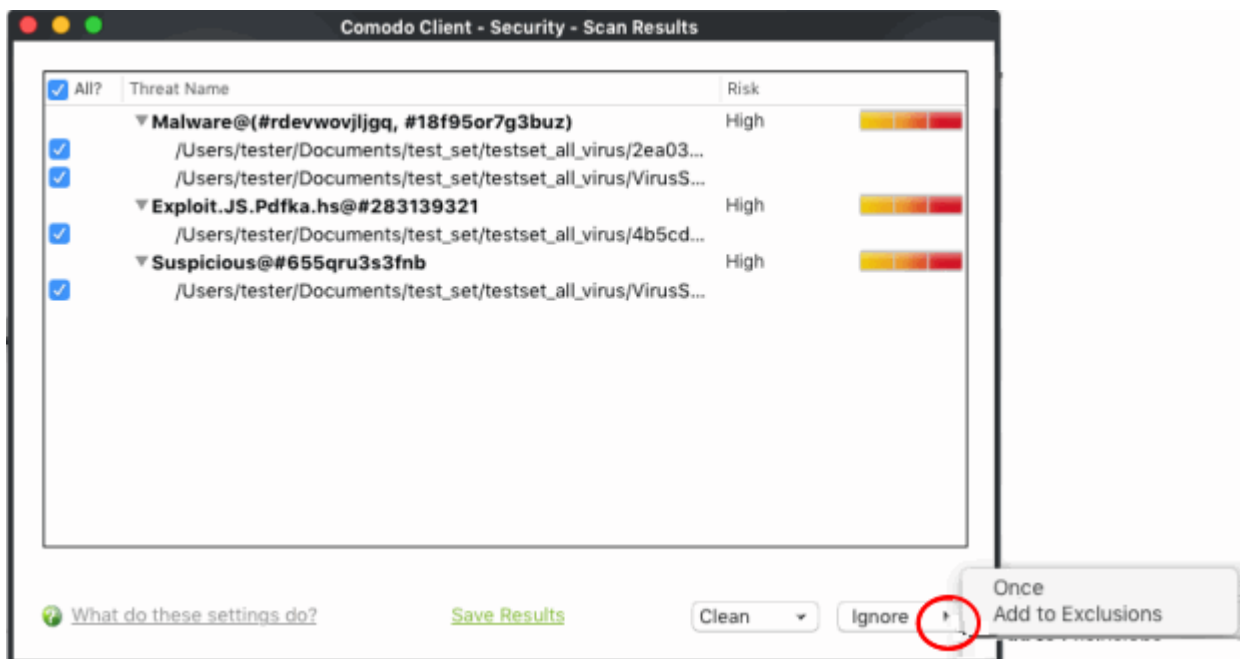 Comodo Client - Security - Scan Results
All? Threat Name Risk
Malware@(#rdevwovjljgq, #18f95or7g3buz) High
/Users/tester/Documents/test_set/testset_all_virus/2ea03...
/Users/tester/Documents/test_set/testset_all_virus/VirusS...
Exploit.JS.Pdfka.hs@#283139321 High
/Users/tester/Documents/test_set/testset_all_virus/4b5cd...
Suspicious@#655qru3s3fnb High
/Users/tester/Documents/test_set/testset_all_virus/VirusS...
What do these settings do? Save Results Clean Ignore
Once
Add to Exclusions